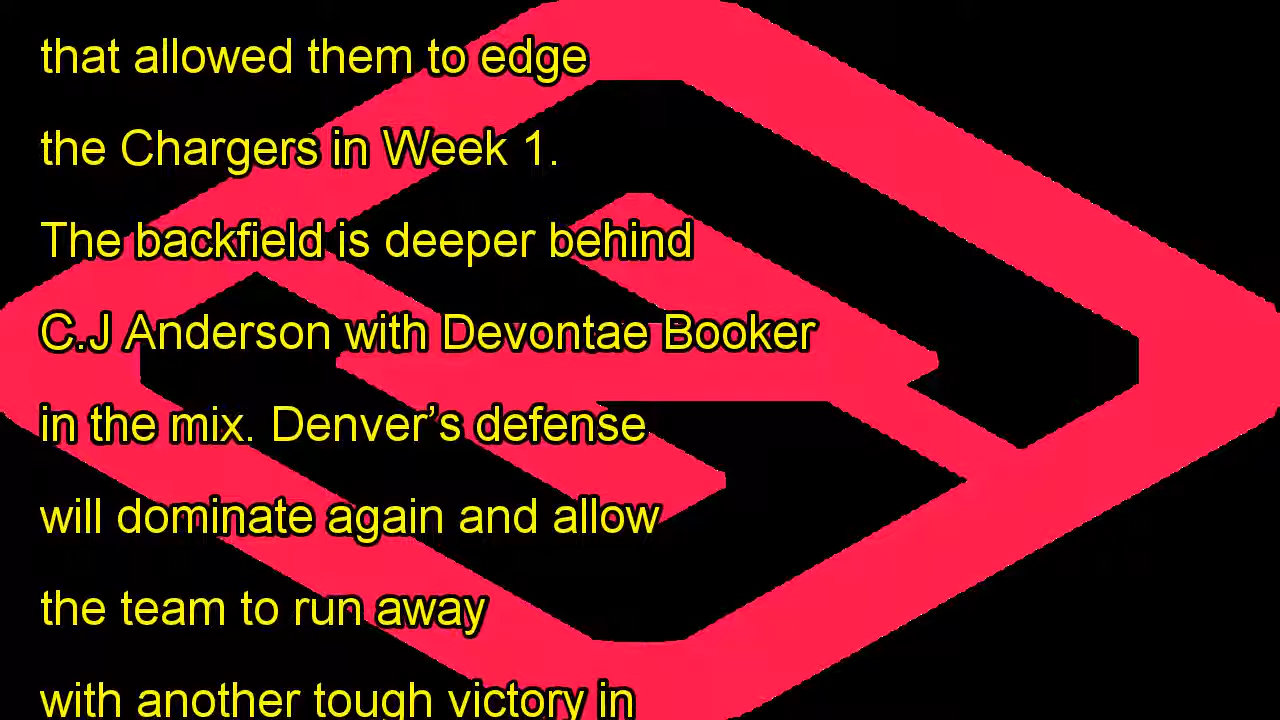 that allowed them to edge
the Chargers in Week 1.
The backfield is deeper behind
C.J Anderson with Devontae Booker
in the mix. Denver’s defense
will dominate again and allow
the team to run away
with another tough victory in